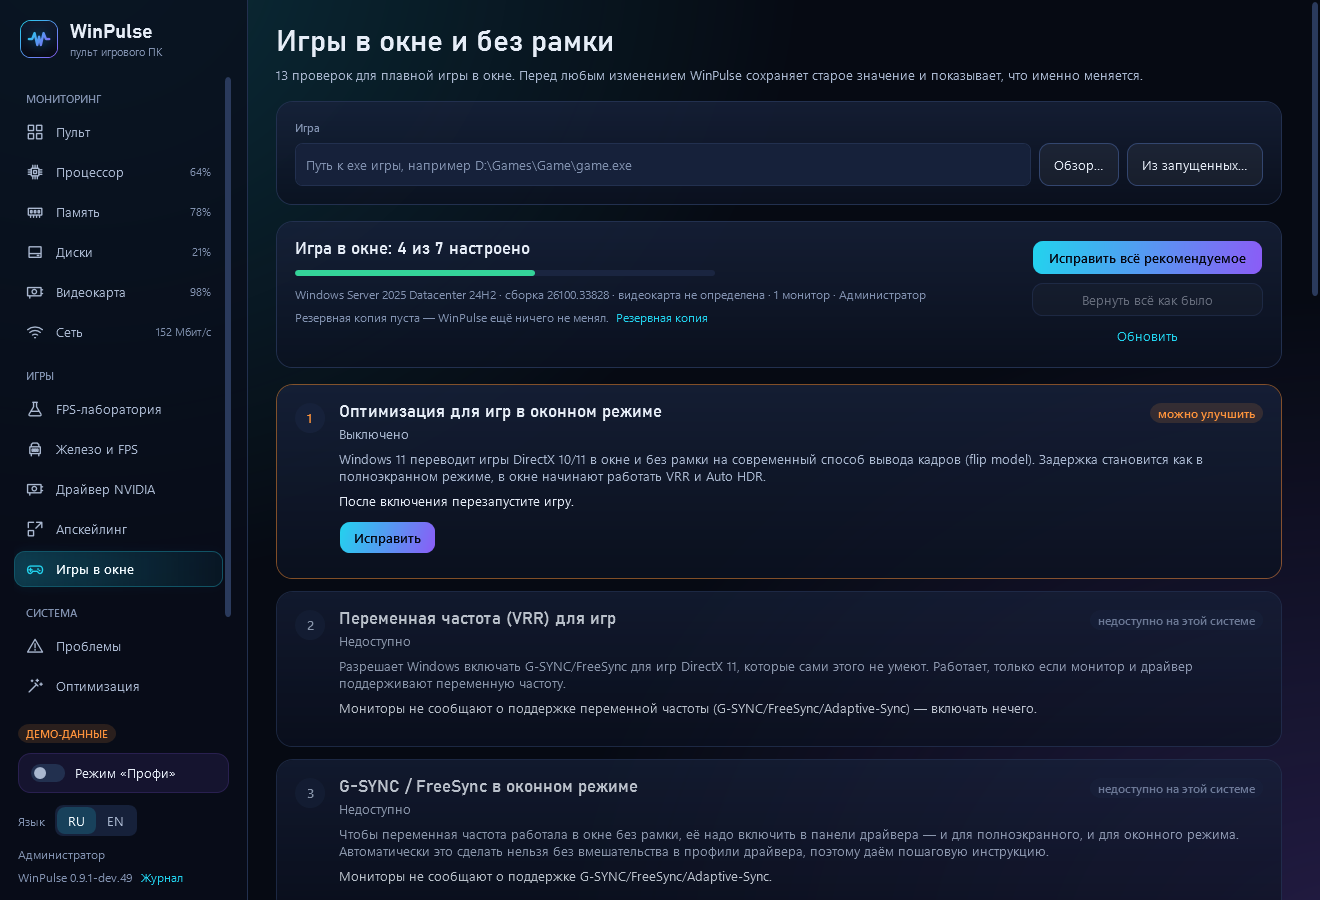 WinPulse
пульт игрового ПК
МОНИТОРИНГ
Пульт
Процессор 64%
Память 78%
Диски 21%
Видеокарта 98%
Сеть 152 Мбит/с
ИГРЫ
FPS-лаборатория
Железо и FPS
Драйвер NVIDIA
Апскейлинг
Игры в окне
СИСТЕМА
Проблемы
Оптимизация
ДЕМО-ДАННЫЕ
Режим «Профи»
Язык RU EN
Администратор
WinPulse 0.9.1-dev.49 Журнал
Игры в окне и без рамки
13 проверок для плавной игры в окне. Перед любым изменением WinPulse сохраняет старое значение и показывает, что именно меняется.
Игра
Путь к exe игры, например D:\Games\Game\game.exe
Обзор...
Из запущенных...
Игра в окне: 4 из 7 настроено
Windows Server 2025 Datacenter 24H2 · сборка 26100.33828 · видеокарта не определена · 1 монитор · Администратор
Резервная копия пуста — WinPulse ещё ничего не менял. Резервная копия
Исправить всё рекомендуемое
Вернуть всё как было
Обновить
1
Оптимизация для игр в оконном режиме
можно улучшить
Выключено
Windows 11 переводит игры DirectX 10/11 в окне и без рамки на современный способ вывода кадров (flip model). Задержка становится как в
полноэкранном режиме, в окне начинают работать VRR и Auto HDR.
После включения перезапустите игру.
Исправить
2
Переменная частота (VRR) для игр
недоступно на этой системе
Недоступно
Разрешает Windows включать G-SYNC/FreeSync для игр DirectX 11, которые сами этого не умеют. Работает, только если монитор и драйвер
поддерживают переменную частоту.
Мониторы не сообщают о поддержке переменной частоты (G-SYNC/FreeSync/Adaptive-Sync) — включать нечего.
3
G-SYNC / FreeSync в оконном режиме
недоступно на этой системе
Недоступно
Чтобы переменная частота работала в окне без рамки, её надо включить в панели драйвера — и для полноэкранного, и для оконного режима.
Автоматически это сделать нельзя без вмешательства в профили драйвера, поэтому даём пошаговую инструкцию.
Мониторы не сообщают о поддержке G-SYNC/FreeSync/Adaptive-Sync.